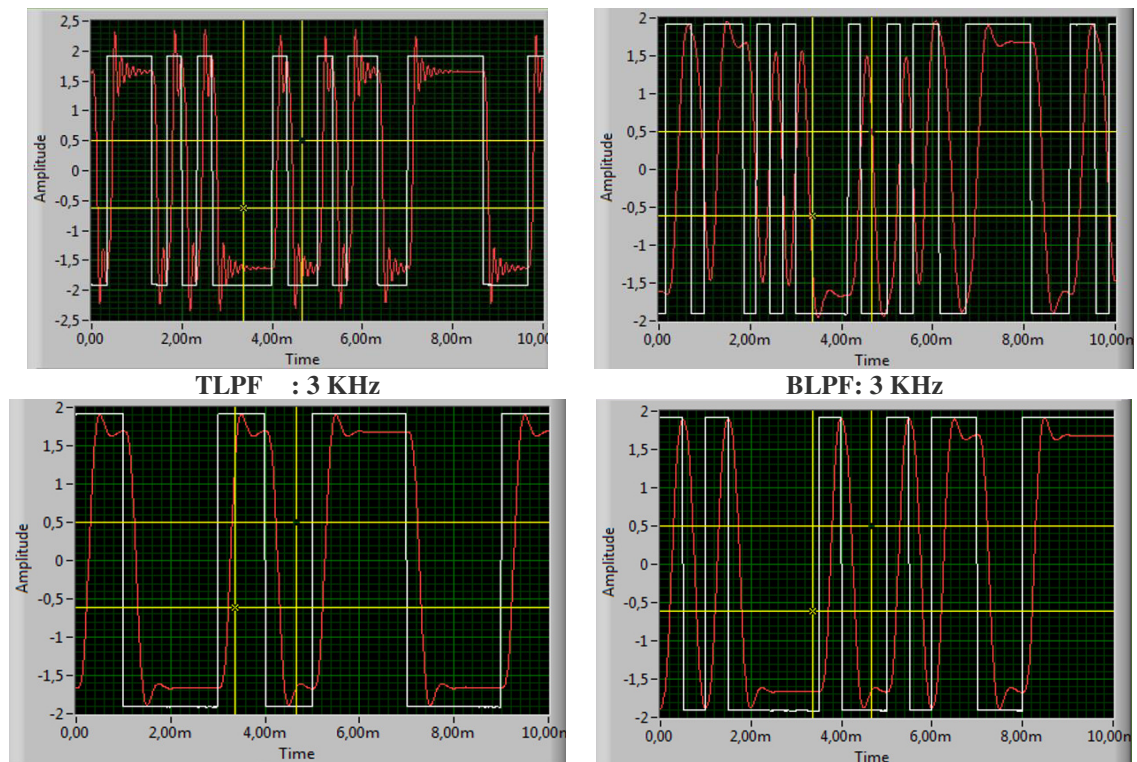 2,5
2
1,5
1
0,5
0
-0,5
-1
-1,5
-2
-2,5
Amplitude
0,00
2,00m
4,00m
6,00m
8,00m
10,00
Time
2
1,5
1
0,5
0
-0,5
-1
-1,5
-2
Amplitude
0,00
2,00m
4,00m
6,00m
8,00m
10,00m
Time
TLPF : 3 KHz
BLPF: 3 KHz
2
1,5
1
0,5
0
-0,5
-1
-1,5
-2
Amplitude
0,00
2,00m
4,00m
6,00m
8,00m
10,00m
Time
2
1,5
1
0,5
0
-0,5
-1
-1,5
-2
Amplitude
0,00
2,00m
4,00m
6,00m
8,00m
10,00m
Time